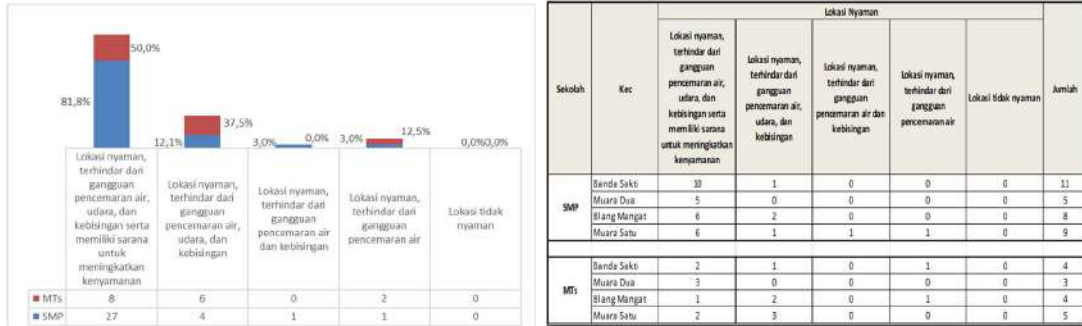 50,0%
81,8%
37,5%
12,1%
3,0%
0,0%
3,0%
12,5%
0,0%0,0%
Lokasi nyaman,
terhindar dari
gangguan
pencemaran air,
udara, dan
kebisingan serta
memiliki sarana
untuk
meningkatkan
kenyamanan
Lokasi nyaman,
terhindar dari
gangguan
pencemaran air,
udara, dan
kebisingan
Lokasi nyaman,
terhindar dari
gangguan
pencemaran air
dan kebisingan
Lokasi nyaman,
terhindar dari
gangguan
pencemaran air
Lokasi tidak
nyaman
MTs 8 6 0 2 0
SMP 27 4 1 1 0
Sekolah
Kec
Lokasi Nyaman
Jumlah
Lokasi nyaman,
terhindar dari
gangguan
pencemaran air,
udara, dan
kebisingan serta
memiliki sarana
untuk meningkatkan
kenyamanan
Lokasi nyaman,
terhindar dari
gangguan
pencemaran air,
udara, dan
kebisingan
Lokasi nyaman,
terhindar dari
gangguan
pencemaran air dan
kebisingan
Lokasi nyaman,
terhindar dari
gangguan
pencemaran air
Lokasi tidak nyaman
SMP
Banda Sakti 10 1 0 0 0 11
Muara Dua 5 0 0 0 0 5
Blang Mangat 6 2 0 0 0 8
Muara Satu 6 1 1 1 0 9
MTs
Banda Sakti 2 1 0 1 0 4
Muara Dua 3 0 0 0 0 3
Blang Mangat 1 2 0 1 0 4
Muara Satu 2 3 0 0 0 5